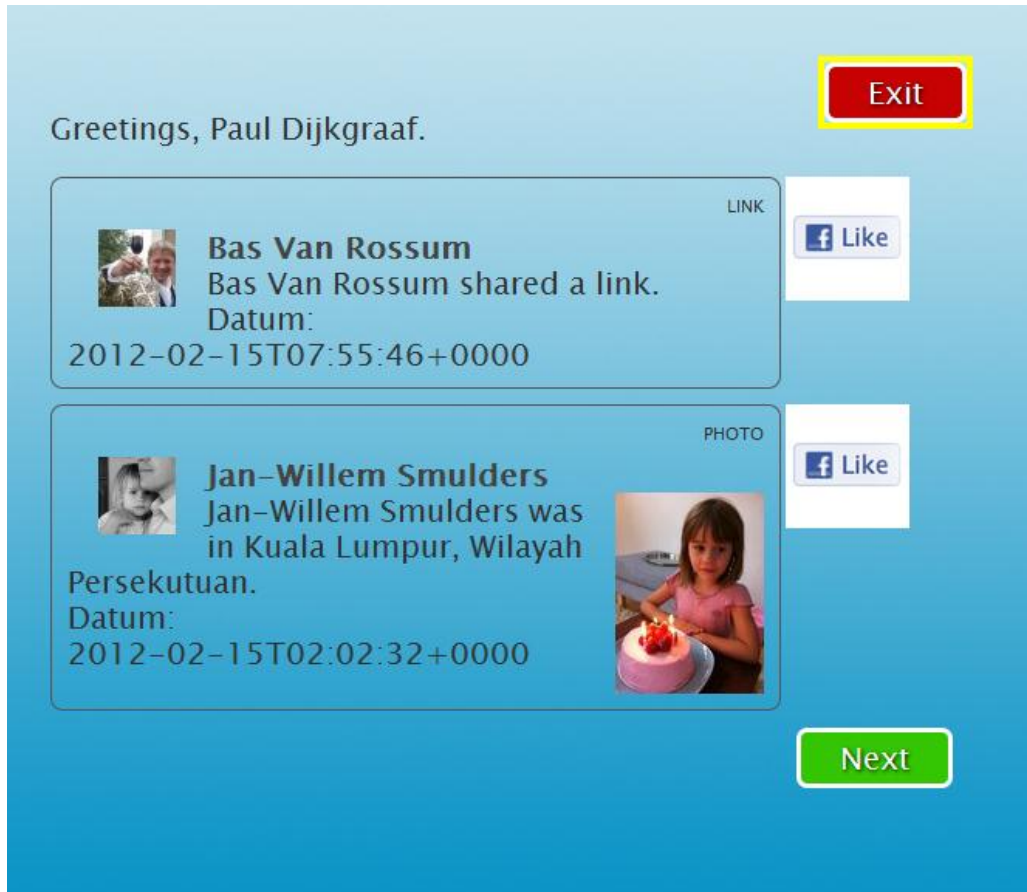 Exit
Greetings, Paul Dijkgraaf.
LINK
Bas Van Rossum
Bas Van Rossum shared a link.
Datum:
2012-02-15T07:55:46+0000
Like
PHOTO
Jan-Willem Smulders
Jan-Willem Smulders was
in Kuala Lumpur, Wilayah
Persekutuan.
Datum:
2012-02-15T02:02:32+0000
Like
Next